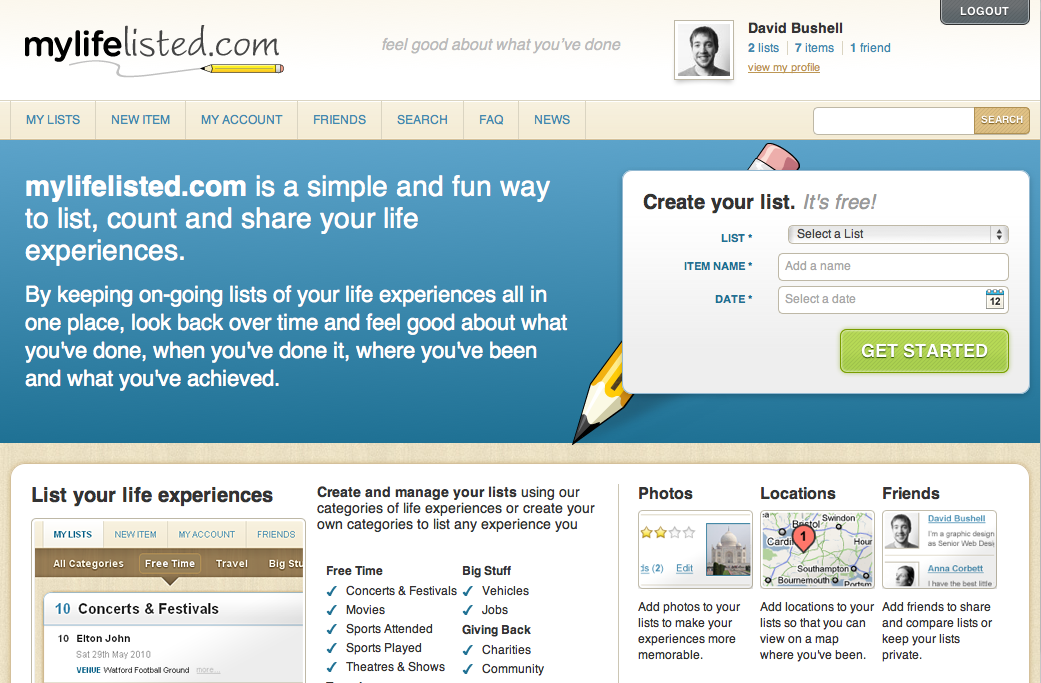 LOGOUT
mylifelisted.com
feel good about what you've done
David Bushell
2 lists 7 items 1 friend
view my profile
MY LISTS NEW ITEM MY ACCOUNT FRIENDS SEARCH FAQ NEWS
SEARCH
mylifelisted.com is a simple and fun way
to list, count and share your life
experiences.
By keeping on-going lists of your life experiences all in
one place, look back over time and feel good about what
you've done, when you've done it, where you've been
and what you've achieved.
Create your list. It's free!
LIST * Select a List
ITEM NAME * Add a name
DATE * Select a date 12
GET STARTED
List your life experiences
MY LISTS NEW ITEM MY ACCOUNT FRIENDS
All Categories Free Time Travel Big Stu
10 Concerts & Festivals
10 Elton John
Sat 29th May 2010
VENUE Watford Football Ground more...
Create and manage your lists using our
categories of life experiences or create your
own categories to list any experience you
Free Time
Concerts & Festivals
Movies
Sports Attended
Sports Played
Theatres & Shows
Big Stuff
Vehicles
Jobs
Giving Back
Charities
Community
Photos
ds (2) Edit
Add photos to your
lists to make your
experiences more
memorable.
Locations
Bristol Swindon
Cardi Hour
1
Southampton
Bournemouth Portsm
Add locations to your
lists so that you can
view on a map
where you've been.
Friends
David Bushell
I'm a graphic design
as Senior Web Desi
Anna Corbett
I have the best little
Add friends to share
and compare lists or
keep your lists
private.